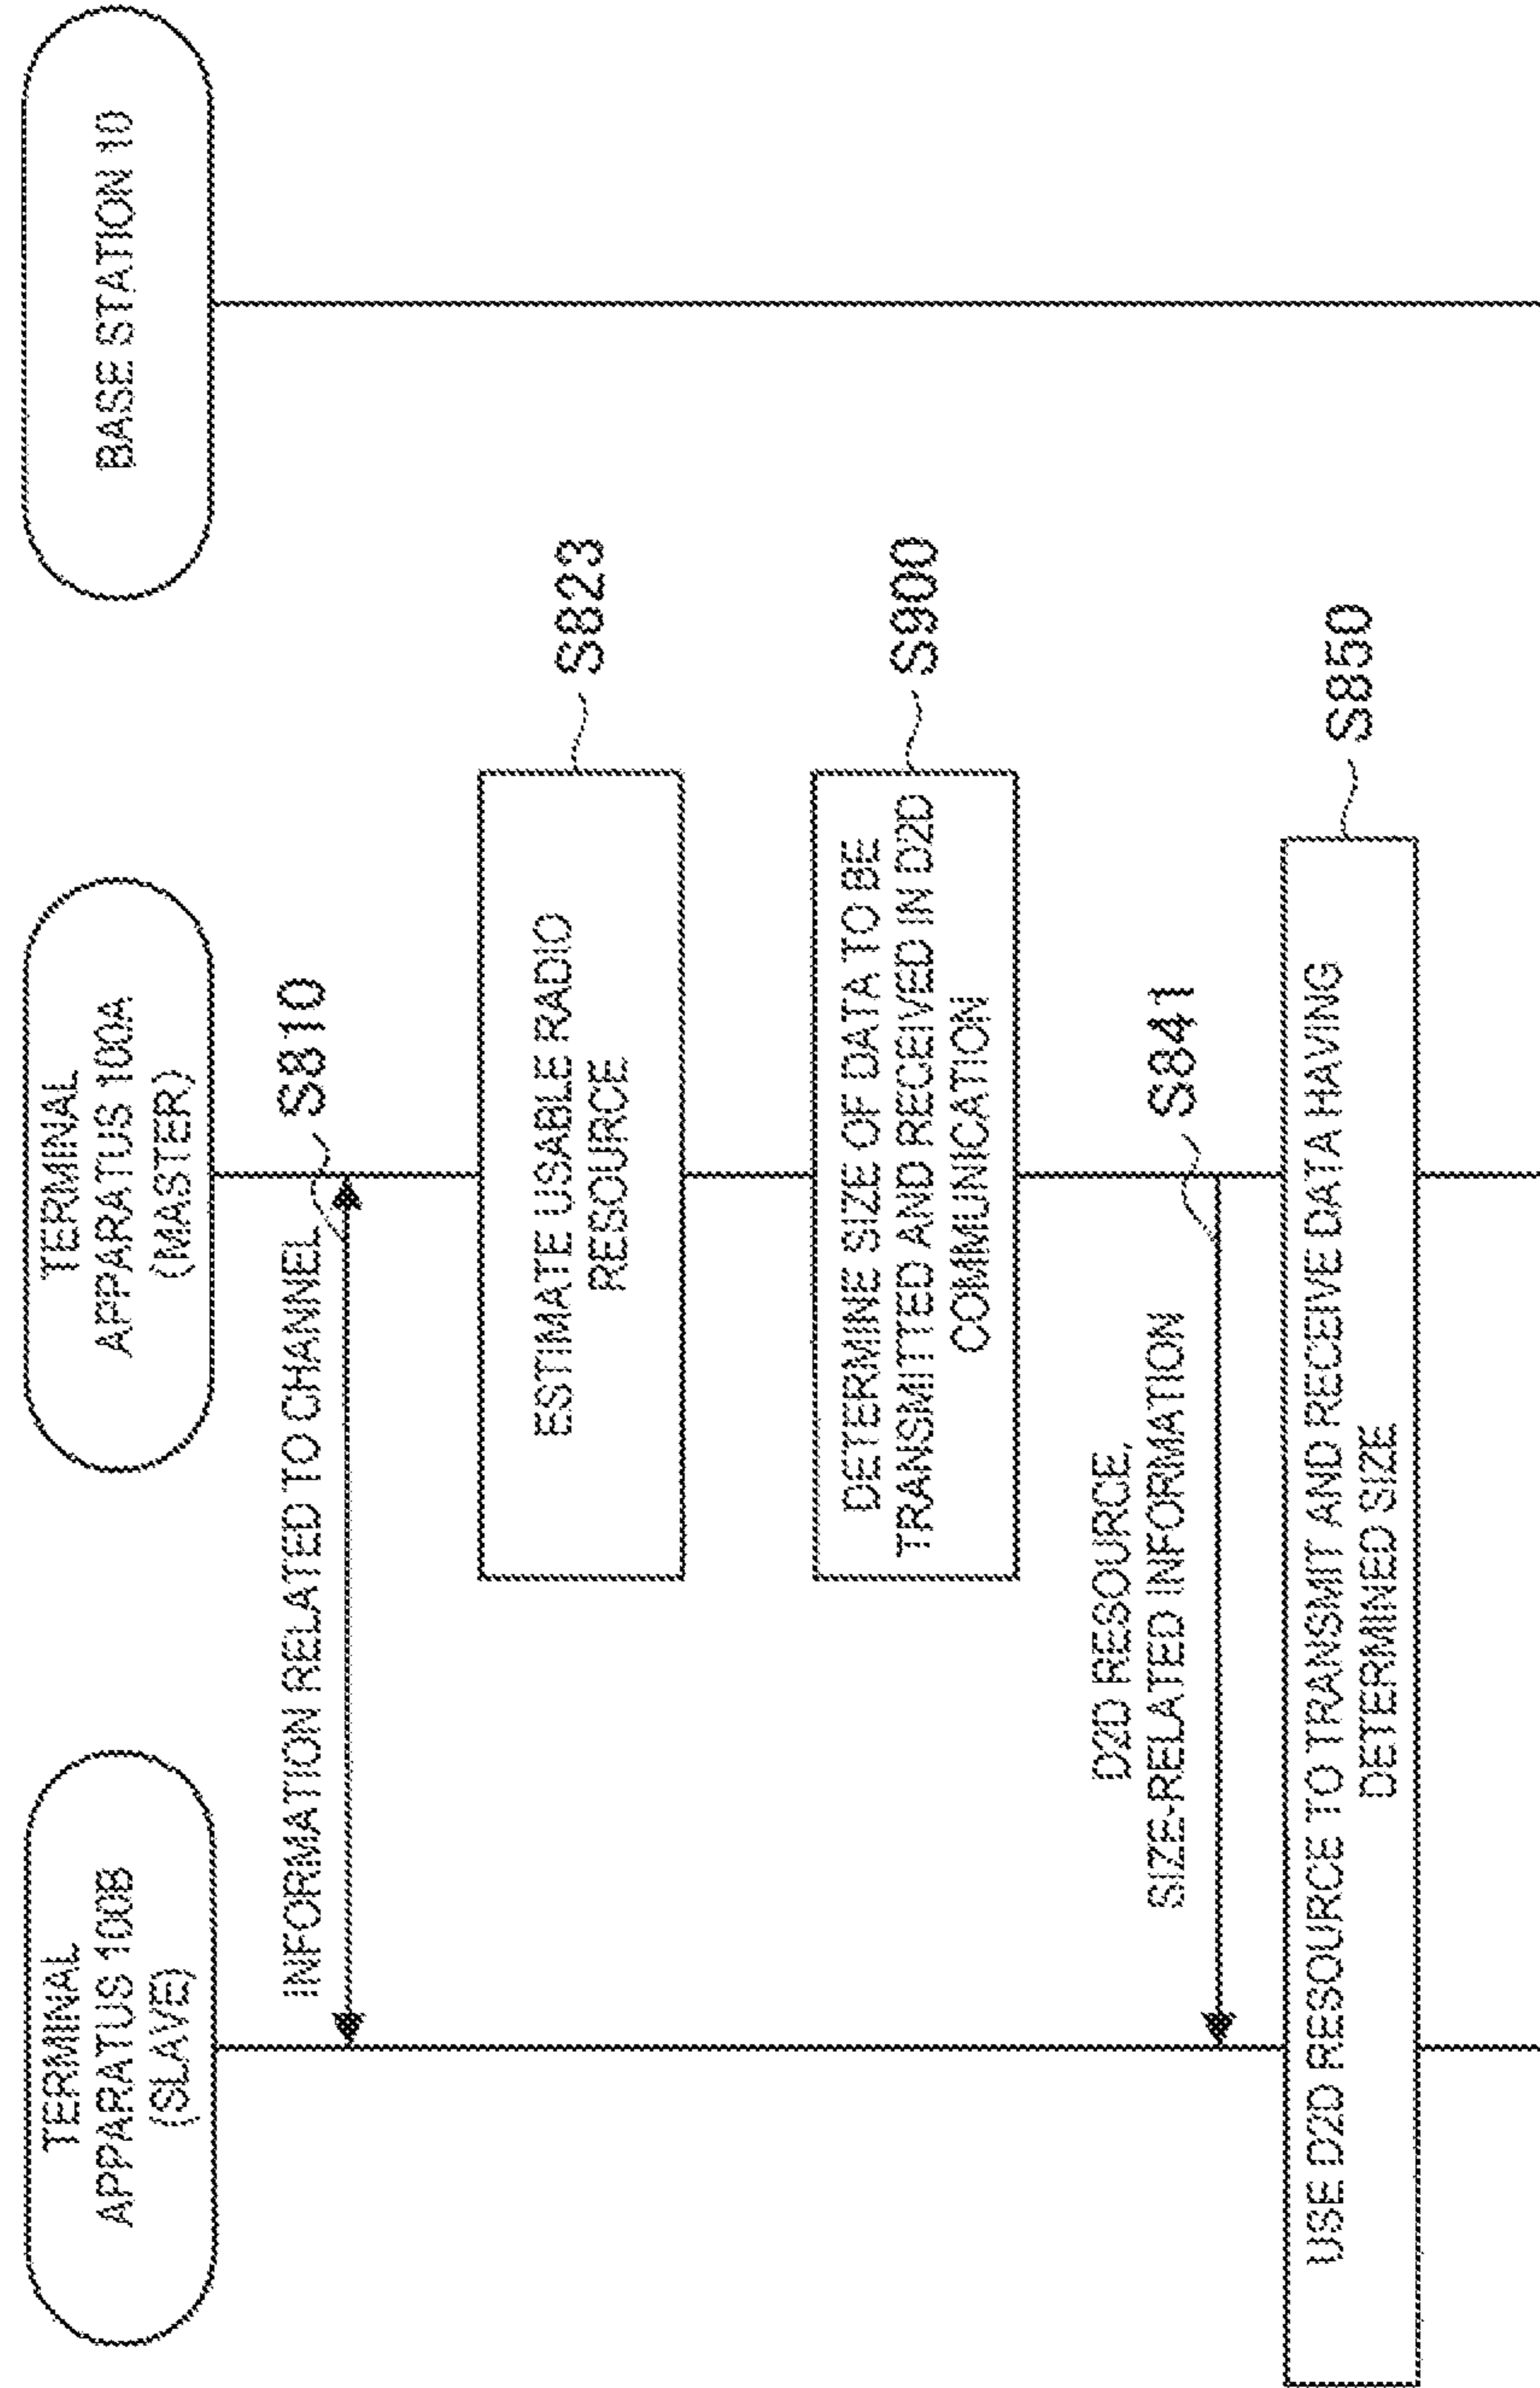 TERMINAL
APPARATUS 100B
(SLAVE)
TERMINAL
APPARATUS 100A
(MASTER)
BASE STATION 10
INFORMATION RELATED TO CHANNEL
S810
ESTIMATE USABLE RADIO
RESOURCE
S823
DETERMINE SIZE OF DATA TO BE
TRANSMITTED AND RECEIVED IN D2D
COMMUNICATION
S900
D2D RESOURCE,
SIZE-RELATED INFORMATION
S841
USE D2D RESOURCE TO TRANSMIT AND RECEIVE DATA HAVING
DETERMINED SIZE
S850